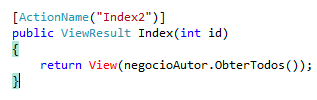 [ActionName("Index2")]
public ViewResult Index(int id)
{
return View(negocioAutor.ObterTodos());
}